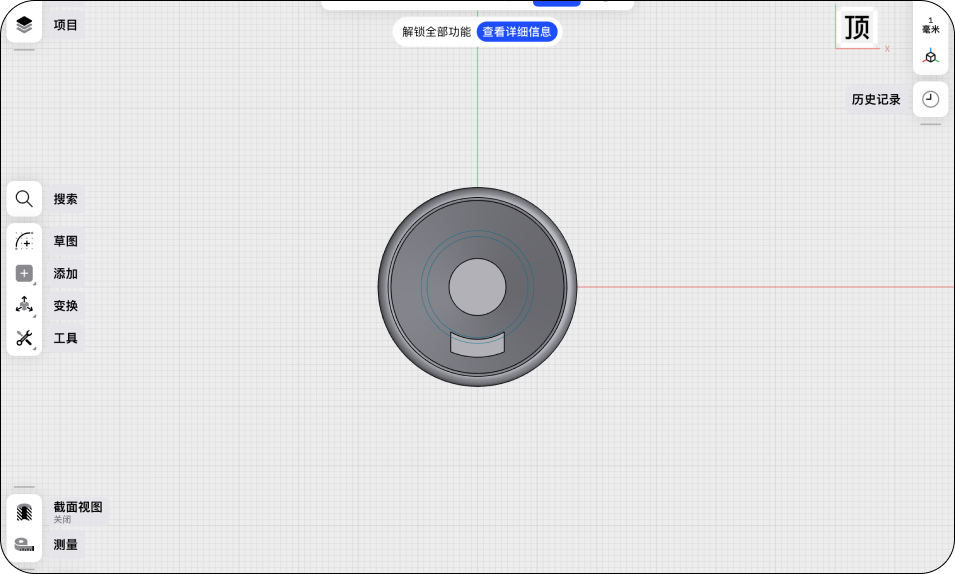 项目
解锁全部功能 查看详细信息
顶
X
1
毫米
历史记录
搜索
草图
添加
变换
工具
截面视图
关闭
测量